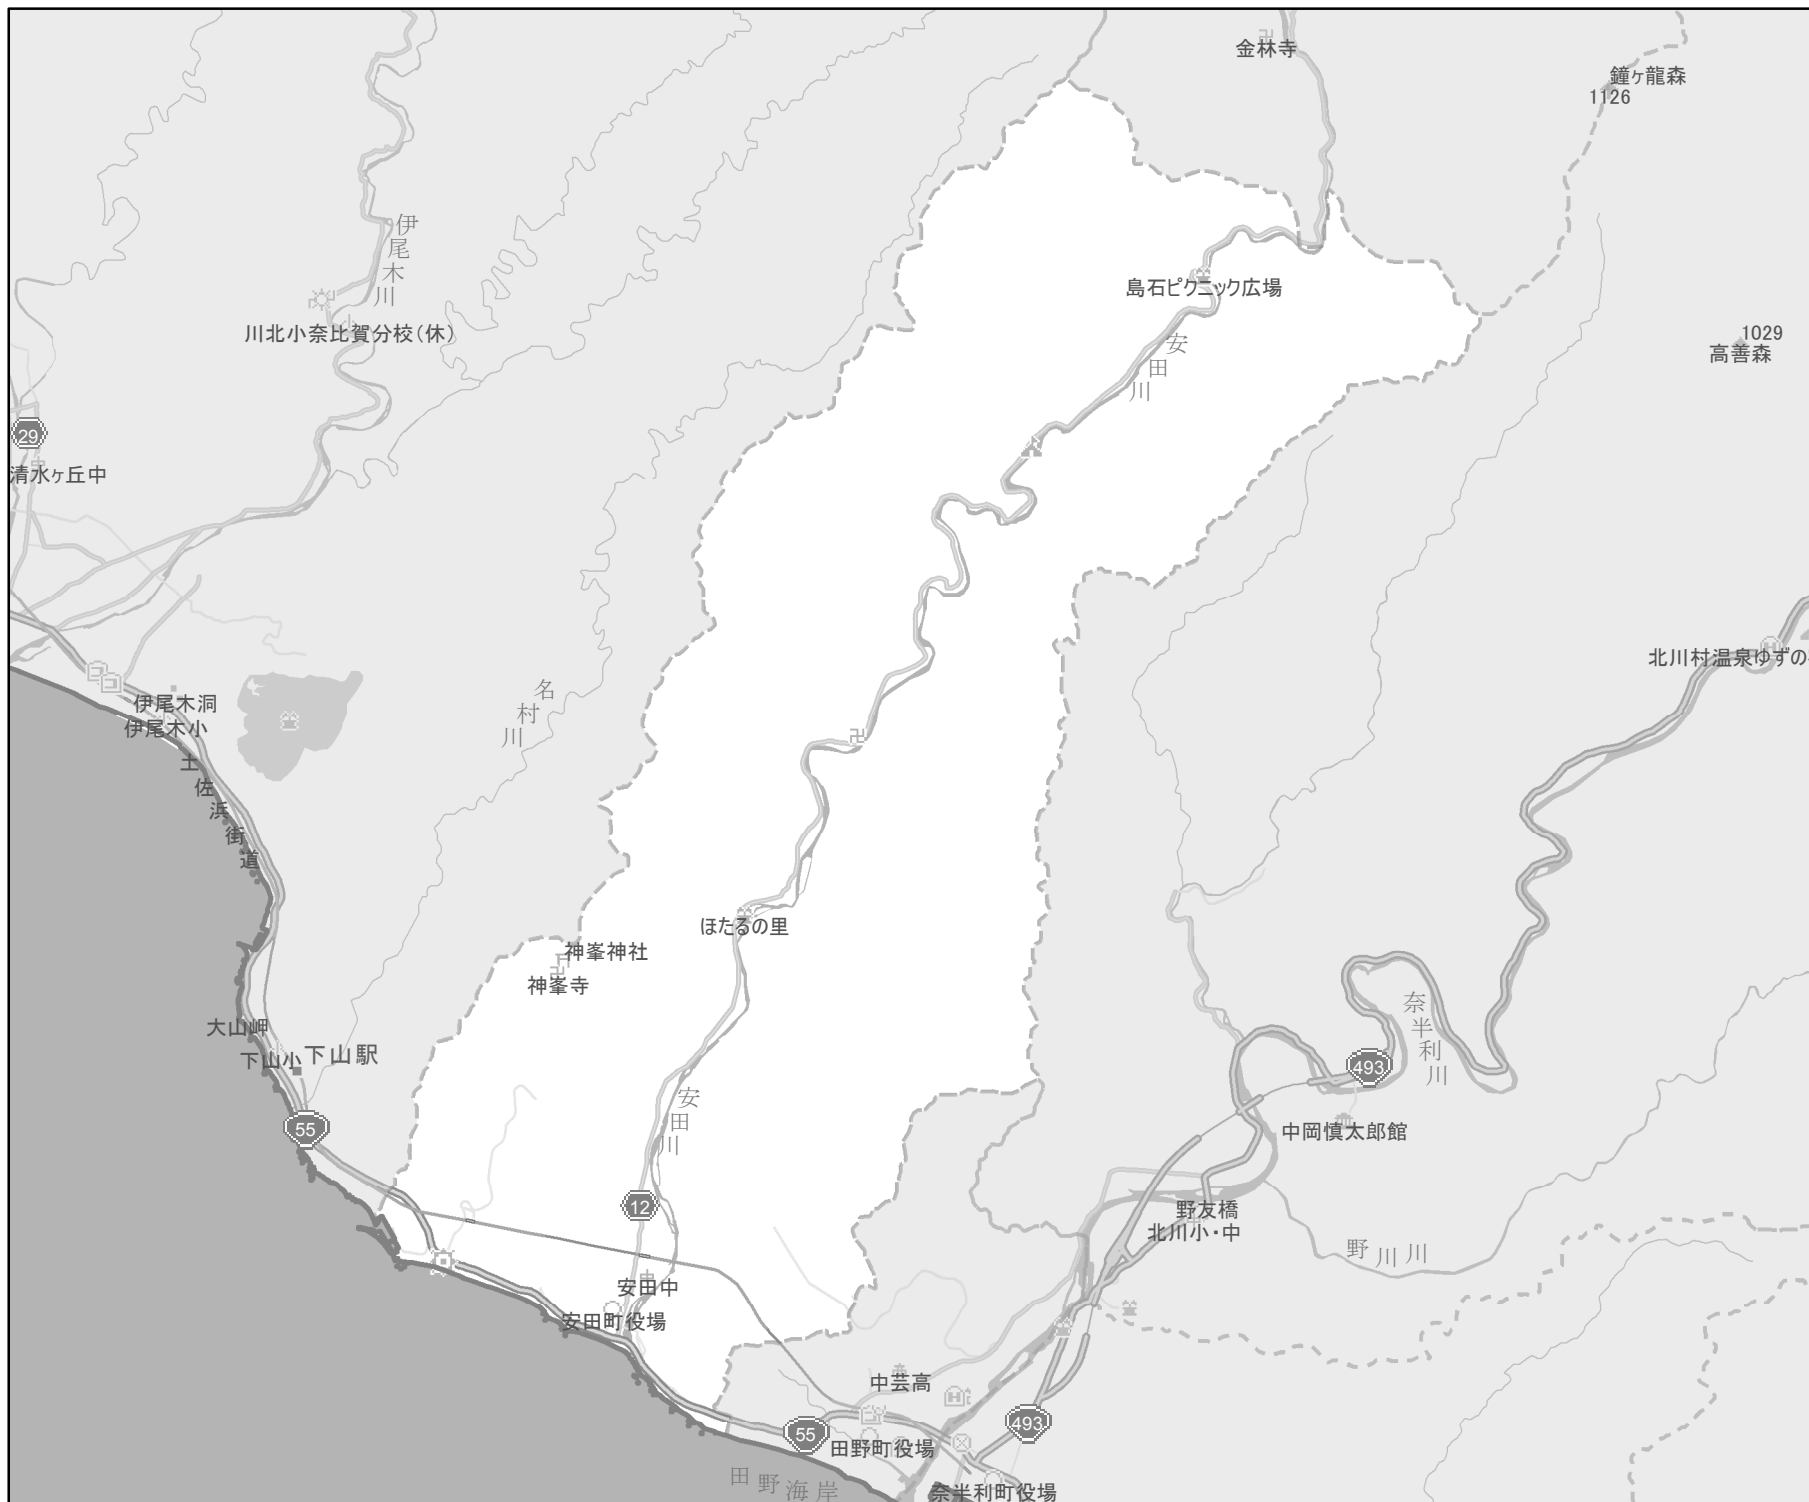 金林寺
鐘ヶ龍森
1126
伊尾木川
島石ピクニック広場
川北小奈比賀分校(休)
1029
高善森
安田川
29
清水ヶ丘中
北川村温泉ゆずの
名村川
伊尾木洞
伊尾木小
土佐浜街道
ほたるの里
神峯神社
神峯寺
奈半利川
大山岬
下山小
下山駅
493
安田川
55
中岡慎太郎館
12
野友橋
北川小・中
野川川
安田中
安田町役場
中芸高
493
55
田野町役場
田野海岸
奈半利町役場